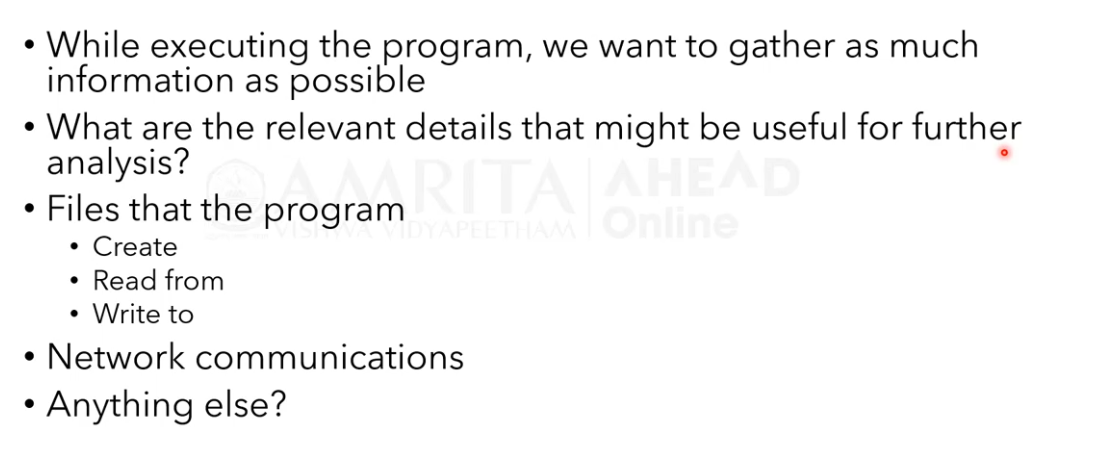 • While executing the program, we want to gather as much
information as possible
• What are the relevant details that might be useful for further
analysis?
AMRITA AHEAD
• Files that the program
VISHWA VIDYAPEETHAM Online
• Create
• Read from
• Write to
• Network communications
• Anything else?